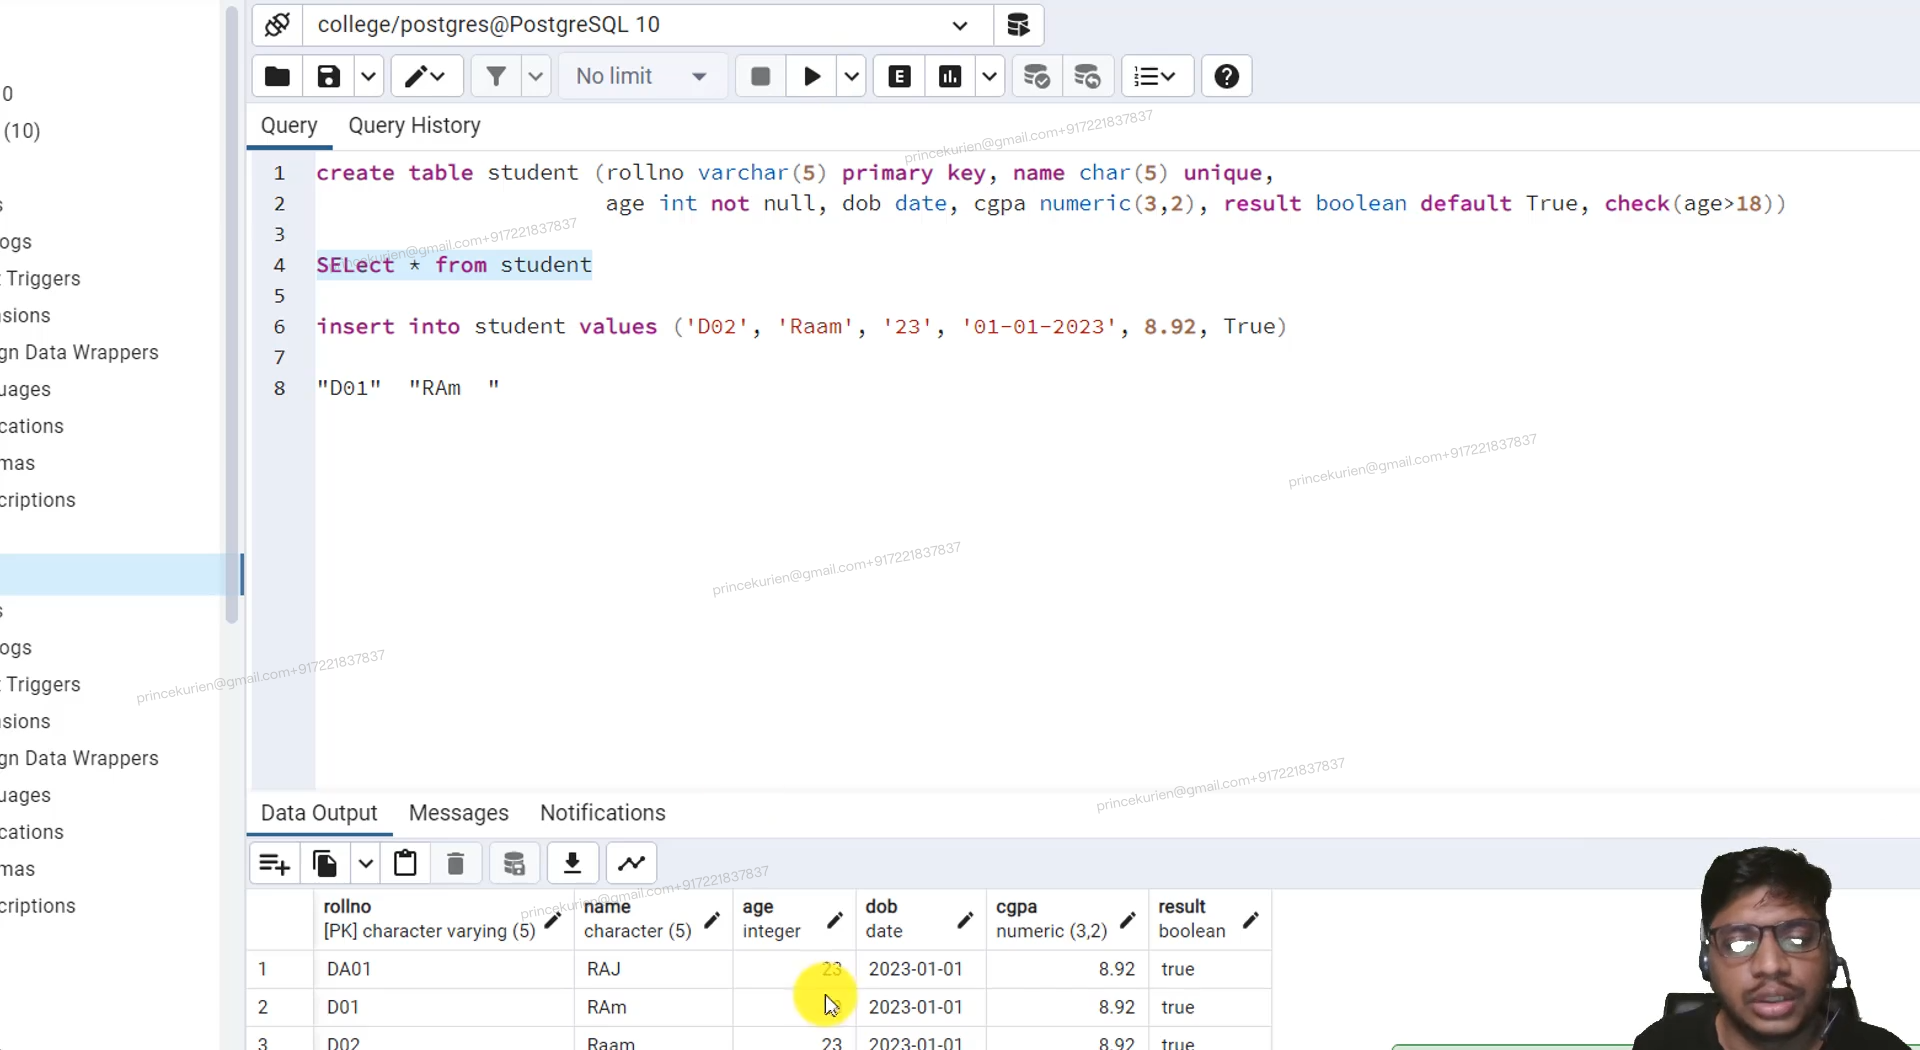 college/postgres@PostgreSQL 10
No limit
E
Query Query History
princekurien@gmail.com+917221837837
1 create table student (rollno varchar(5) primary key, name char(5) unique,
2 age int not null, dob date, cgpa numeric(3,2), result boolean default True, check(age>18))
princekurien@gmail.com+917221837837
3
4 SELect * from student
5
6 insert into student values ('D02', 'Raam', '23', '01-01-2023', 8.92, True)
7
8 "D01" "RAm "
princekurien@gmail.com+917221837837
princekurien@gmail.com+917221837837
princekurien@gmail.com+917221837837
princekurien@gmail.com+917221837837
0
(10)
s
ogs
t Triggers
nsions
gn Data Wrappers
uages
cations
mas
criptions
s
ogs
t Triggers
nsions
gn Data Wrappers
uages
cations
mas
criptions
Data Output Messages Notifications
princekurien@gmail.com+917221837837
rollno name age dob cgpa result
[PK] character varying (5) character (5) integer date numeric (3,2) boolean
1 DA01 RAJ 23 2023-01-01 8.92 true
2 D01 RAm 2023-01-01 8.92 true
3 D02 Raam 23 2023-01-01 8.92 true